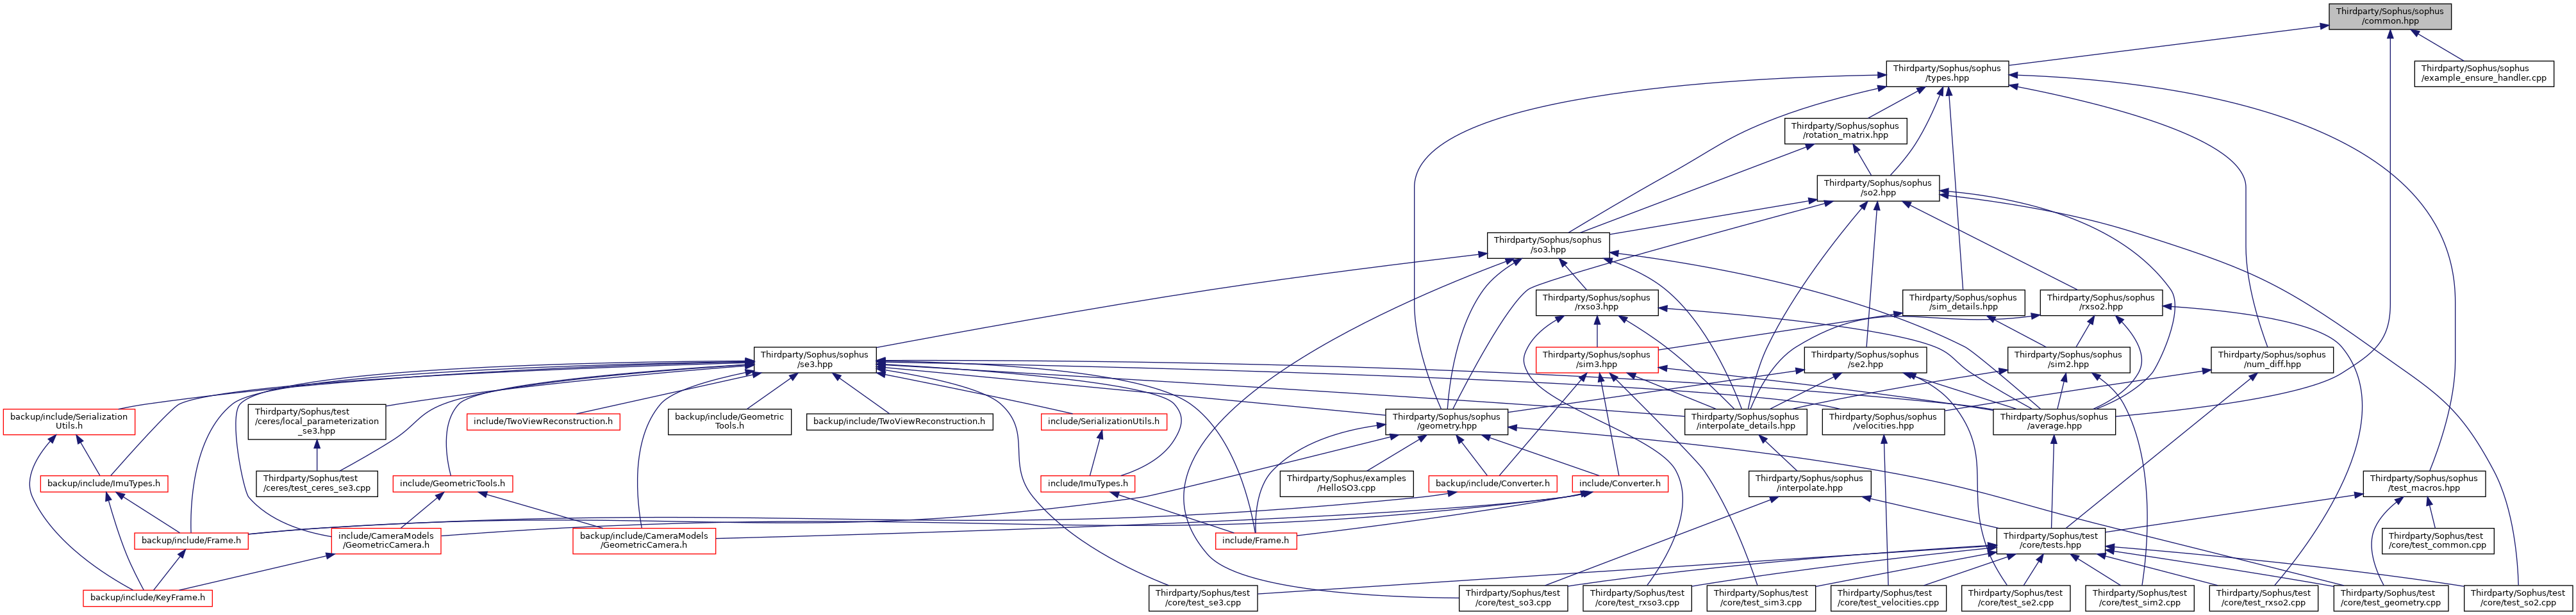 Thirdparty/Sophus/sophus
/common.hpp
Thirdparty/Sophus/sophus
/types.hpp
Thirdparty/Sophus/sophus
/example_ensure_handler.cpp
Thirdparty/Sophus/sophus
/rotation_matrix.hpp
Thirdparty/Sophus/sophus
/so2.hpp
Thirdparty/Sophus/sophus
/so3.hpp
Thirdparty/Sophus/sophus
/rxso3.hpp
Thirdparty/Sophus/sophus
/sim_details.hpp
Thirdparty/Sophus/sophus
/rxso2.hpp
Thirdparty/Sophus/sophus
/se3.hpp
Thirdparty/Sophus/sophus
/sim3.hpp
Thirdparty/Sophus/sophus
/se2.hpp
Thirdparty/Sophus/sophus
/sim2.hpp
Thirdparty/Sophus/sophus
/num_diff.hpp
backup/include/Serialization
Utils.h
Thirdparty/Sophus/test
/ceres/local_parameterization
_se3.hpp
include/TwoViewReconstruction.h
backup/include/Geometric
Tools.h
backup/include/TwoViewReconstruction.h
include/SerializationUtils.h
Thirdparty/Sophus/sophus
/geometry.hpp
Thirdparty/Sophus/sophus
/interpolate_details.hpp
Thirdparty/Sophus/sophus
/velocities.hpp
Thirdparty/Sophus/sophus
/average.hpp
backup/include/ImuTypes.h
Thirdparty/Sophus/test
/ceres/test_ceres_se3.cpp
include/GeometricTools.h
include/ImuTypes.h
Thirdparty/Sophus/examples
/HelloSO3.cpp
backup/include/Converter.h
include/Converter.h
Thirdparty/Sophus/sophus
/interpolate.hpp
Thirdparty/Sophus/sophus
/test_macros.hpp
backup/include/Frame.h
include/CameraModels
/GeometricCamera.h
backup/include/CameraModels
/GeometricCamera.h
include/Frame.h
Thirdparty/Sophus/test
/core/tests.hpp
Thirdparty/Sophus/test
/core/test_common.cpp
backup/include/KeyFrame.h
Thirdparty/Sophus/test
/core/test_se3.cpp
Thirdparty/Sophus/test
/core/test_so3.cpp
Thirdparty/Sophus/test
/core/test_rxso3.cpp
Thirdparty/Sophus/test
/core/test_sim3.cpp
Thirdparty/Sophus/test
/core/test_velocities.cpp
Thirdparty/Sophus/test
/core/test_se2.cpp
Thirdparty/Sophus/test
/core/test_sim2.cpp
Thirdparty/Sophus/test
/core/test_rxso2.cpp
Thirdparty/Sophus/test
/core/test_geometry.cpp
Thirdparty/Sophus/test
/core/test_so2.cpp